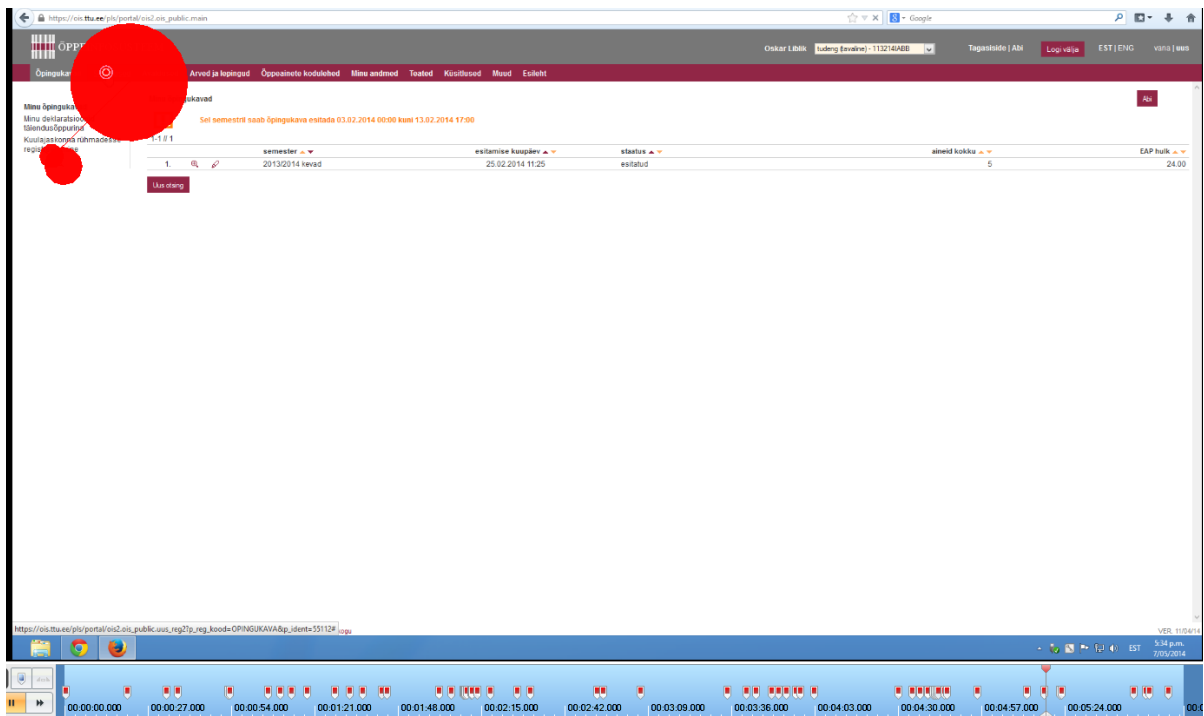 https://ois.ttu.ee/pls/portal/ois2.ois_public.main
Google
ÕPP
Oskar Liblik
tudeng (tavaline) - 113214IABB
Tagasiside | Abi
Logi välja
EST | ENG
vana | uus
Õpinguka
Arved ja lepingud
Õppeainete kodulehed
Minu andmed
Teated
Küsitlused
Muud
Esileht
Minu õpinguka
Minu deklaratsioo
täiendusõppurina
Kuulajaskonna rühmadesse
regist
ukavad
Abi
Sel semestril saab õpingukava esitada 03.02.2014 00:00 kuni 13.02.2014 17:00
1-1 // 1
semester
esitamise kuupäev
staatus
aineid kokku
EAP hulk
1.
2013/2014 kevad
25.02.2014 11:25
esitatud
5
24.00
Uus otsing
https://ois.ttu.ee/pls/portal/ois2.ois_public.uus_reg2?p_reg_kood=OPINGUKAVA&p_ident=55112#
VER. 11/04/14
EST
5:34 p.m.
7/05/2014
00:00:00.000
00:00:27.000
00:00:54.000
00:01:21.000
00:01:48.000
00:02:15.000
00:02:42.000
00:03:09.000
00:03:36.000
00:04:03.000
00:04:30.000
00:04:57.000
00:05:24.000